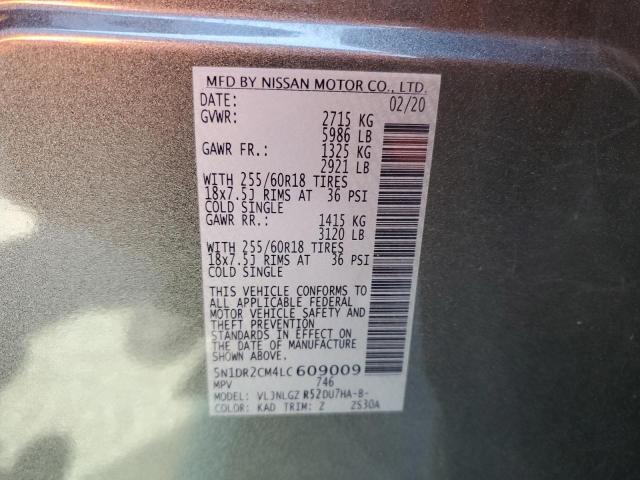 MFD BY NISSAN MOTOR CO., LTD.
DATE: 02/20
GVWR: 2715 KG
5986 LB
GAWR FR.: 1325 KG
2921 LB
WITH 255/60R18 TIRES
18x7.5J RIMS AT 36 PSI
COLD SINGLE
GAWR RR.: 1415 KG
3120 LB
WITH 255/60R18 TIRES
18x7.5J RIMS AT 36 PSI
COLD SINGLE
THIS VEHICLE CONFORMS TO
ALL APPLICABLE FEDERAL
MOTOR VEHICLE SAFETY AND
THEFT PREVENTION
STANDARDS IN EFFECT ON
THE DATE OF MANUFACTURE
SHOWN ABOVE.
5N1DR2CM4LC609009
MPV 746
MODEL: VL3NLGZ R52DU7HA-B-
COLOR: KAD TRIM: Z ZS30A